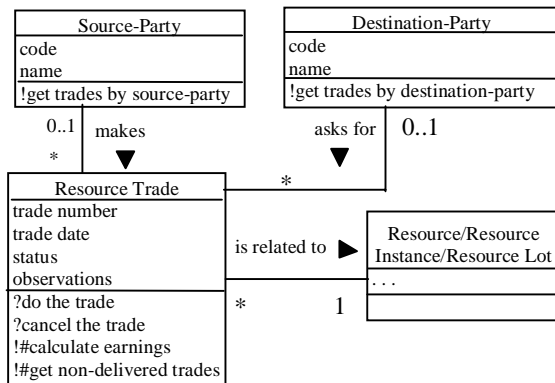 Source-Party
code
name
!get trades by source-party
Destination-Party
code
name
!get trades by destination-party
0..1
makes
*
asks for
0..1
*
Resource Trade
trade number
trade date
status
observations
?do the trade
?cancel the trade
!#calculate earnings
!#get non-delivered trades
is related to
*
1
Resource/Resource
Instance/Resource Lot
. . .